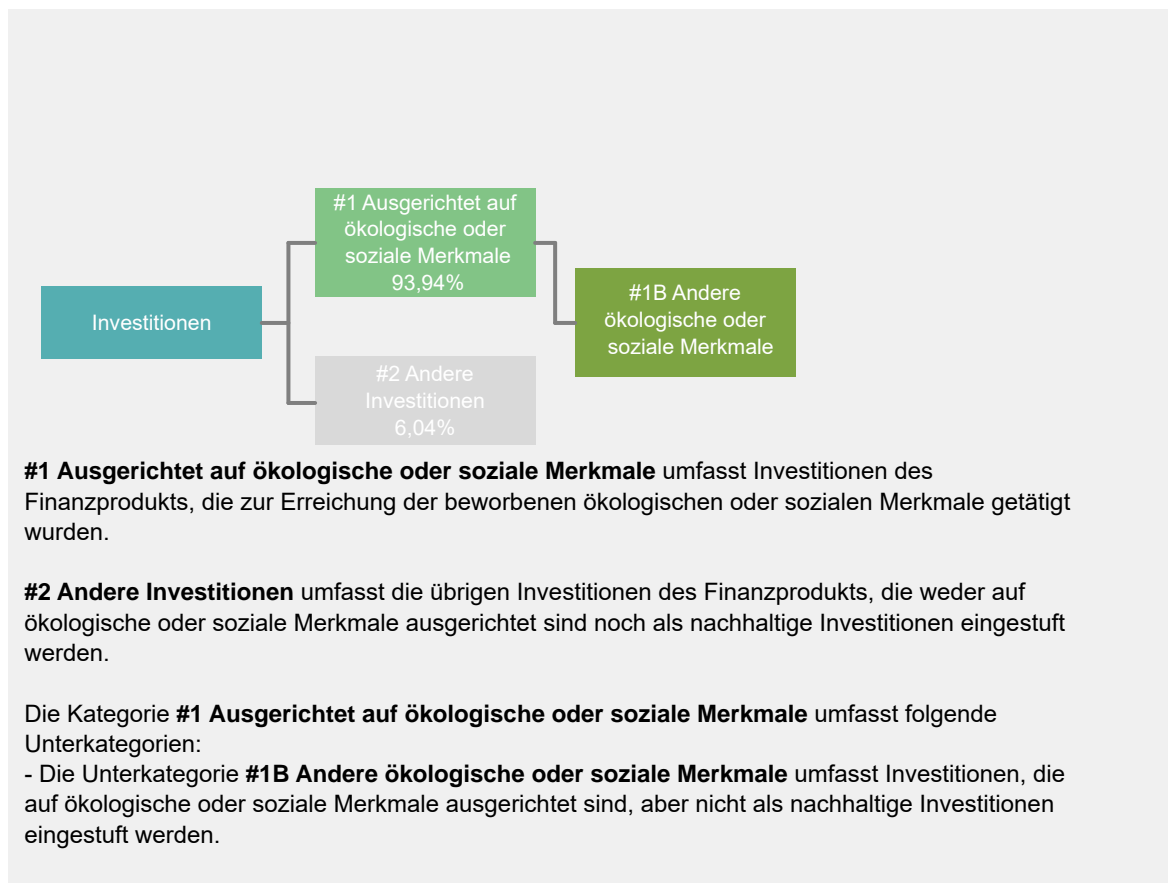 #1 Ausgerichtet auf
ökologische oder
soziale Merkmale
93,94%
#1B Andere
ökologische oder
soziale Merkmale
Investitionen
#2 Andere
Investitionen
6,04%
#1 Ausgerichtet auf ökologische oder soziale Merkmale umfasst Investitionen des
Finanzprodukts, die zur Erreichung der beworbenen ökologischen oder sozialen Merkmale getätigt
wurden.
#2 Andere Investitionen umfasst die übrigen Investitionen des Finanzprodukts, die weder auf
ökologische oder soziale Merkmale ausgerichtet sind noch als nachhaltige Investitionen eingestuft
werden.
Die Kategorie #1 Ausgerichtet auf ökologische oder soziale Merkmale umfasst folgende
Unterkategorien:
- Die Unterkategorie #1B Andere ökologische oder soziale Merkmale umfasst Investitionen, die
auf ökologische oder soziale Merkmale ausgerichtet sind, aber nicht als nachhaltige Investitionen
eingestuft werden.